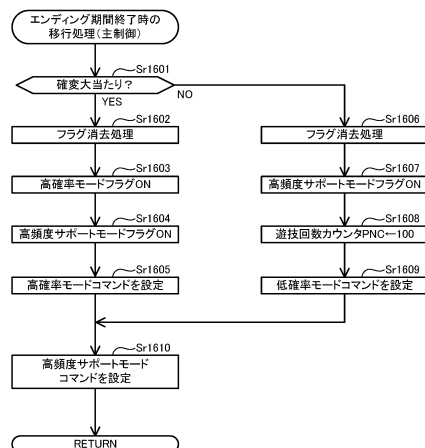 エンディング期間終了時の
移行処理(主制御)
Sr1601
確変大当たり?
YES
NO
Sr1602
フラグ消去処理
Sr1603
高確率モードフラグON
Sr1604
高頻度サポートモードフラグON
Sr1605
高確率モードコマンドを設定
Sr1606
フラグ消去処理
Sr1607
高頻度サポートモードフラグON
Sr1608
遊技回数カウンタPNC←100
Sr1609
低確率モードコマンドを設定
Sr1610
高頻度サポートモード
コマンドを設定
RETURN